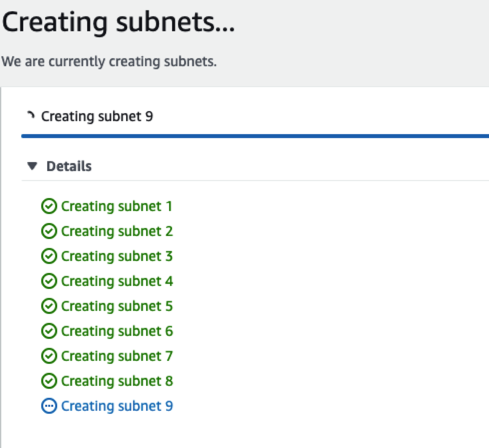 Creating subnets...
We are currently creating subnets.
Creating subnet 9
Details
Creating subnet 1
Creating subnet 2
Creating subnet 3
Creating subnet 4
Creating subnet 5
Creating subnet 6
Creating subnet 7
Creating subnet 8
Creating subnet 9